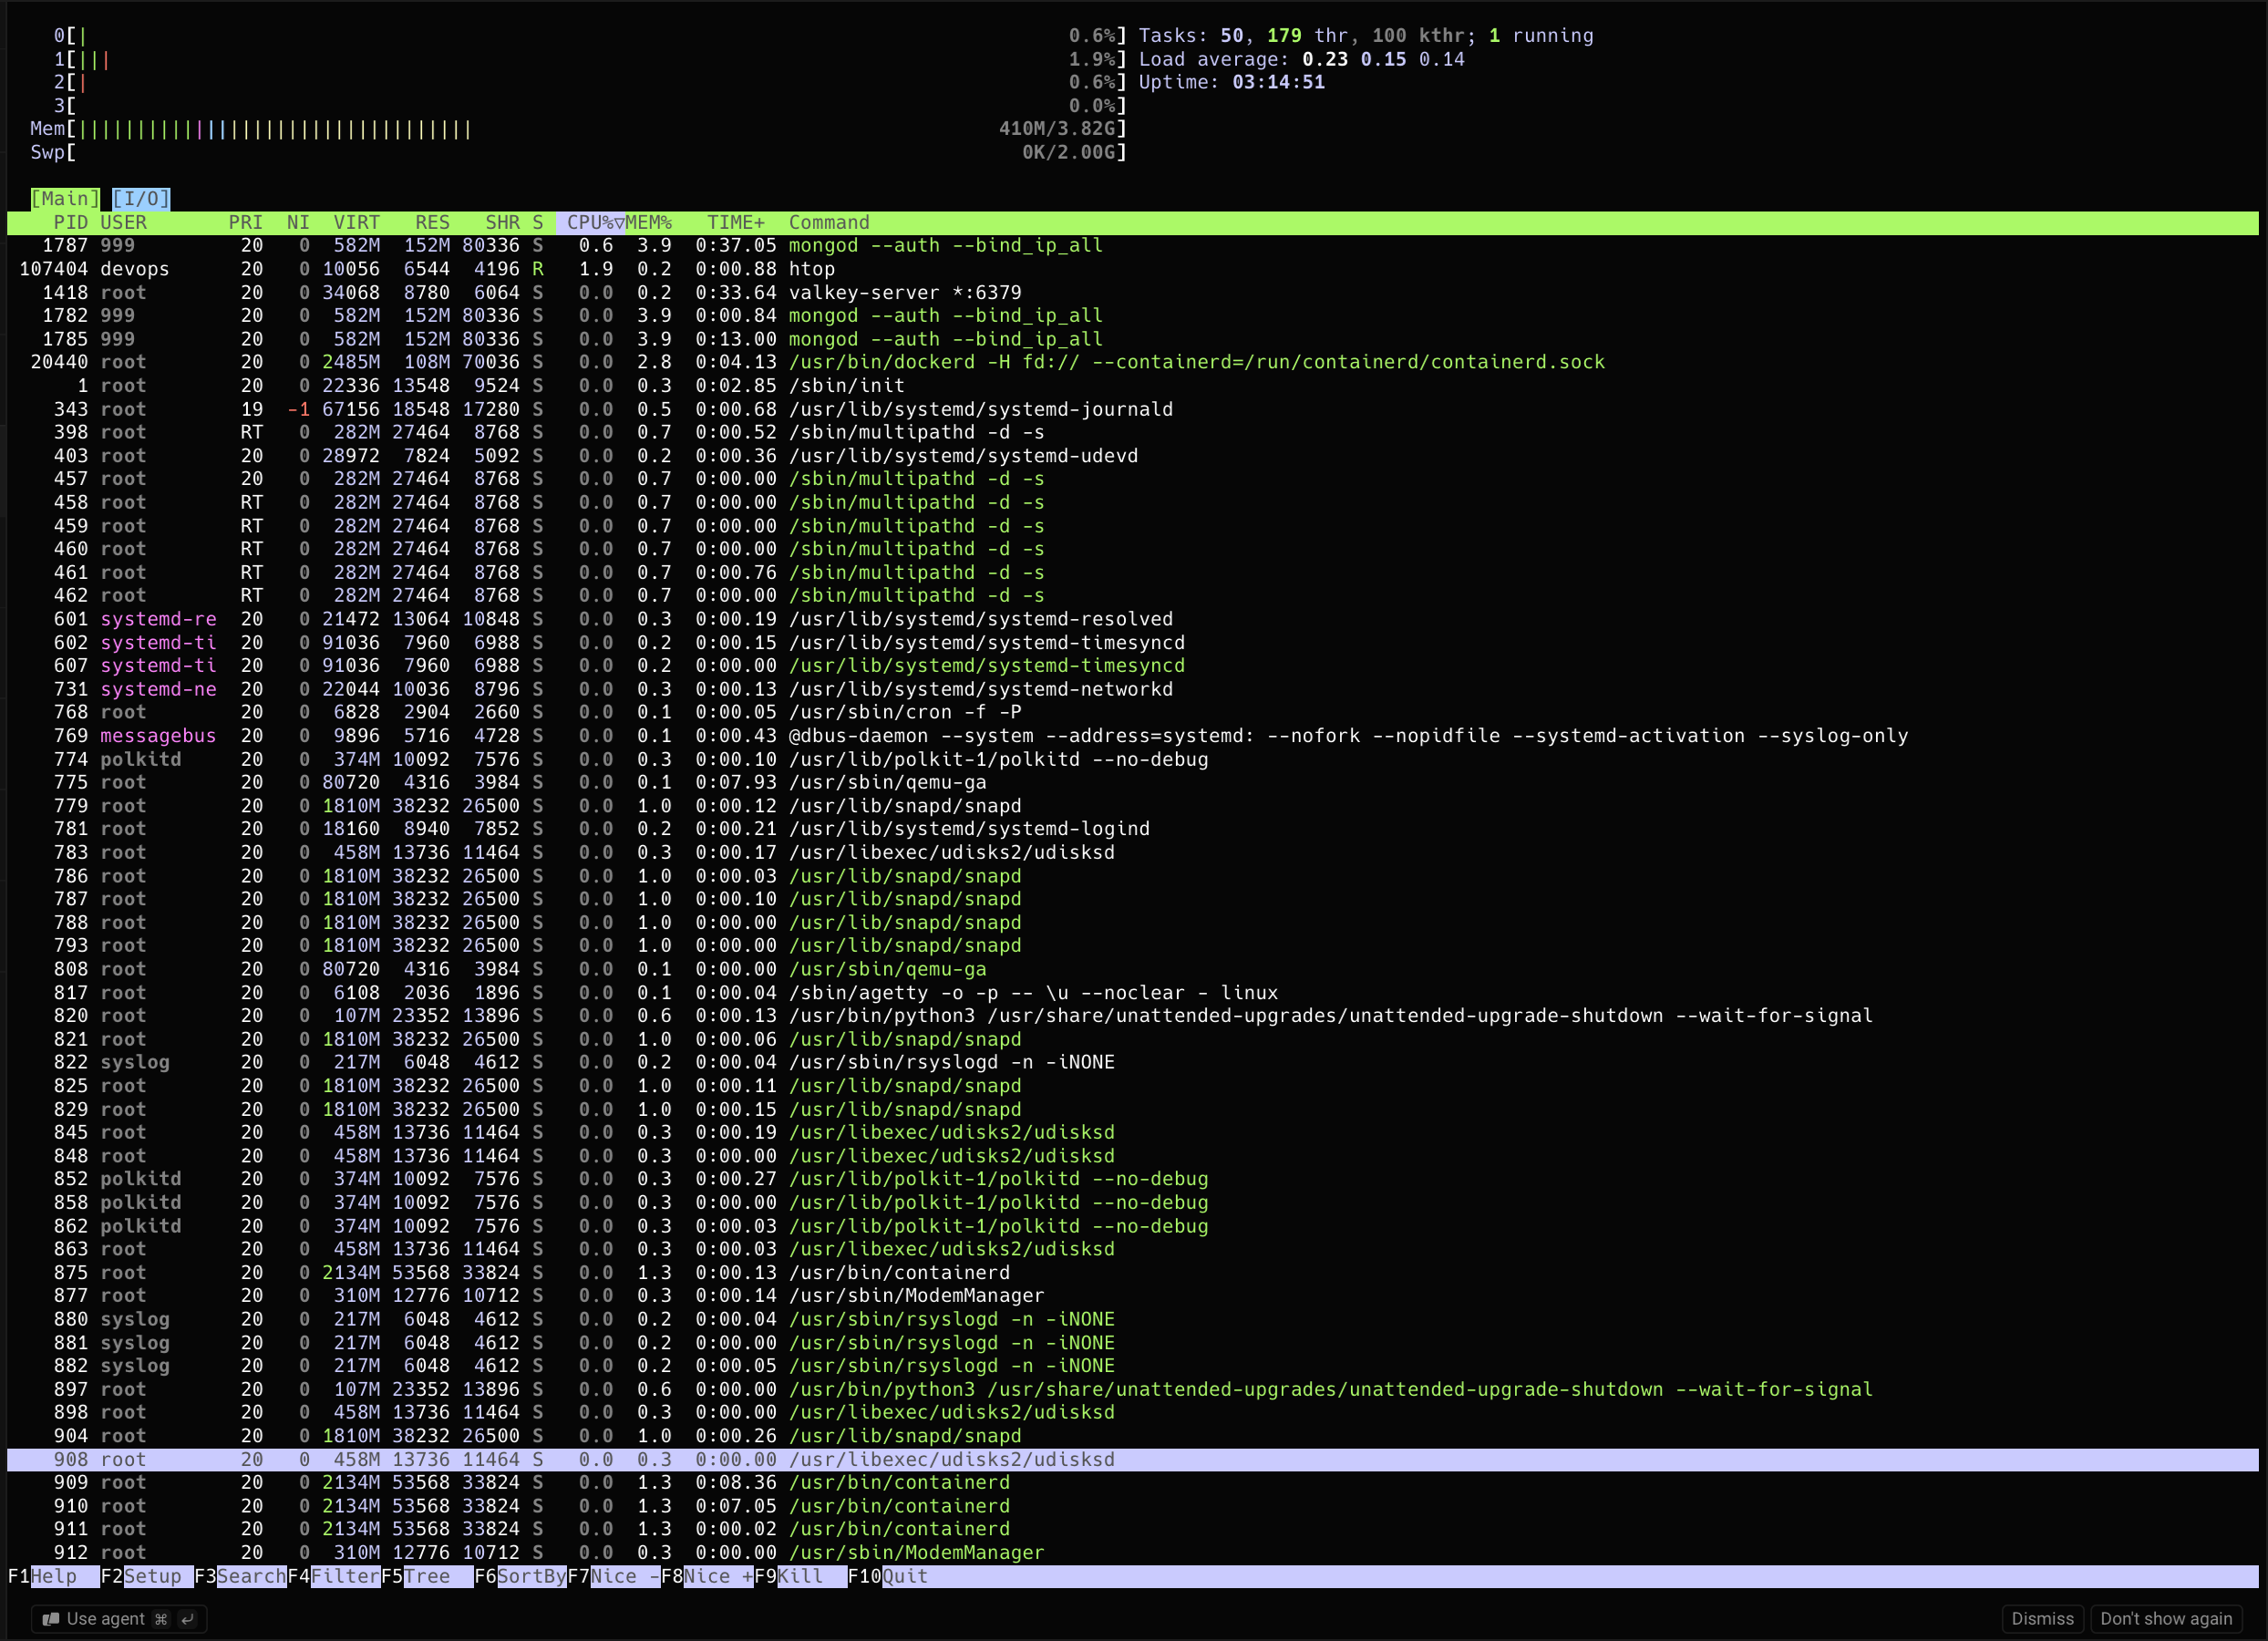 0[| 0.6%] Tasks: 50, 179 thr, 100 kthr; 1 running
1[||| 1.9%] Load average: 0.23 0.15 0.14
2[| 0.6%] Uptime: 03:14:51
3[ 0.0%]
Mem[|||||||||||||||||||||||||||||||||| 410M/3.82G]
Swp[ 0K/2.00G]
[Main] [I/O]
PID USER PRI NI VIRT RES SHR S CPU%▽MEM% TIME+ Command
1787 999 20 0 582M 152M 80336 S 0.6 3.9 0:37.05 mongod --auth --bind_ip_all
107404 devops 20 0 10056 6544 4196 R 1.9 0.2 0:00.88 htop
1418 root 20 0 34068 8780 6064 S 0.0 0.2 0:33.64 valkey-server *:6379
1782 999 20 0 582M 152M 80336 S 0.0 3.9 0:00.84 mongod --auth --bind_ip_all
1785 999 20 0 582M 152M 80336 S 0.0 3.9 0:13.00 mongod --auth --bind_ip_all
20440 root 20 0 2485M 108M 70036 S 0.0 2.8 0:04.13 /usr/bin/dockerd -H fd:// --containerd=/run/containerd/containerd.sock
1 root 20 0 22336 13548 9524 S 0.0 0.3 0:02.85 /sbin/init
343 root 19 -1 67156 18548 17280 S 0.0 0.5 0:00.68 /usr/lib/systemd/systemd-journald
398 root RT 0 282M 27464 8768 S 0.0 0.7 0:00.52 /sbin/multipathd -d -s
403 root 20 0 28972 7824 5092 S 0.0 0.2 0:00.36 /usr/lib/systemd/systemd-udevd
457 root 20 0 282M 27464 8768 S 0.0 0.7 0:00.00 /sbin/multipathd -d -s
458 root RT 0 282M 27464 8768 S 0.0 0.7 0:00.00 /sbin/multipathd -d -s
459 root RT 0 282M 27464 8768 S 0.0 0.7 0:00.00 /sbin/multipathd -d -s
460 root RT 0 282M 27464 8768 S 0.0 0.7 0:00.00 /sbin/multipathd -d -s
461 root RT 0 282M 27464 8768 S 0.0 0.7 0:00.76 /sbin/multipathd -d -s
462 root RT 0 282M 27464 8768 S 0.0 0.7 0:00.00 /sbin/multipathd -d -s
601 systemd-re 20 0 21472 13064 10848 S 0.0 0.3 0:00.19 /usr/lib/systemd/systemd-resolved
602 systemd-ti 20 0 91036 7960 6988 S 0.0 0.2 0:00.15 /usr/lib/systemd/systemd-timesyncd
607 systemd-ti 20 0 91036 7960 6988 S 0.0 0.2 0:00.00 /usr/lib/systemd/systemd-timesyncd
731 systemd-ne 20 0 22044 10036 8796 S 0.0 0.3 0:00.13 /usr/lib/systemd/systemd-networkd
768 root 20 0 6828 2904 2660 S 0.0 0.1 0:00.05 /usr/sbin/cron -f -P
769 messagebus 20 0 9896 5716 4728 S 0.0 0.1 0:00.43 @dbus-daemon --system --address=systemd: --nofork --nopidfile --systemd-activation --syslog-only
774 polkitd 20 0 374M 10092 7576 S 0.0 0.3 0:00.10 /usr/lib/polkit-1/polkitd --no-debug
775 root 20 0 80720 4316 3984 S 0.0 0.1 0:07.93 /usr/sbin/qemu-ga
779 root 20 0 1810M 38232 26500 S 0.0 1.0 0:00.12 /usr/lib/snapd/snapd
781 root 20 0 18160 8940 7852 S 0.0 0.2 0:00.21 /usr/lib/systemd/systemd-logind
783 root 20 0 458M 13736 11464 S 0.0 0.3 0:00.17 /usr/libexec/udisks2/udisksd
786 root 20 0 1810M 38232 26500 S 0.0 1.0 0:00.03 /usr/lib/snapd/snapd
787 root 20 0 1810M 38232 26500 S 0.0 1.0 0:00.10 /usr/lib/snapd/snapd
788 root 20 0 1810M 38232 26500 S 0.0 1.0 0:00.00 /usr/lib/snapd/snapd
793 root 20 0 1810M 38232 26500 S 0.0 1.0 0:00.00 /usr/lib/snapd/snapd
808 root 20 0 80720 4316 3984 S 0.0 0.1 0:00.00 /usr/sbin/qemu-ga
817 root 20 0 6108 2036 1896 S 0.0 0.1 0:00.04 /sbin/agetty -o -p -- \u --noclear - linux
820 root 20 0 107M 23352 13896 S 0.0 0.6 0:00.13 /usr/bin/python3 /usr/share/unattended-upgrades/unattended-upgrade-shutdown --wait-for-signal
821 root 20 0 1810M 38232 26500 S 0.0 1.0 0:00.06 /usr/lib/snapd/snapd
822 syslog 20 0 217M 6048 4612 S 0.0 0.2 0:00.04 /usr/sbin/rsyslogd -n -iNONE
825 root 20 0 1810M 38232 26500 S 0.0 1.0 0:00.11 /usr/lib/snapd/snapd
829 root 20 0 1810M 38232 26500 S 0.0 1.0 0:00.15 /usr/lib/snapd/snapd
845 root 20 0 458M 13736 11464 S 0.0 0.3 0:00.19 /usr/libexec/udisks2/udisksd
848 root 20 0 458M 13736 11464 S 0.0 0.3 0:00.00 /usr/libexec/udisks2/udisksd
852 polkitd 20 0 374M 10092 7576 S 0.0 0.3 0:00.27 /usr/lib/polkit-1/polkitd --no-debug
858 polkitd 20 0 374M 10092 7576 S 0.0 0.3 0:00.00 /usr/lib/polkit-1/polkitd --no-debug
862 polkitd 20 0 374M 10092 7576 S 0.0 0.3 0:00.03 /usr/lib/polkit-1/polkitd --no-debug
863 root 20 0 458M 13736 11464 S 0.0 0.3 0:00.03 /usr/libexec/udisks2/udisksd
875 root 20 0 2134M 53568 33824 S 0.0 1.3 0:00.13 /usr/bin/containerd
877 root 20 0 310M 12776 10712 S 0.0 0.3 0:00.14 /usr/sbin/ModemManager
880 syslog 20 0 217M 6048 4612 S 0.0 0.2 0:00.04 /usr/sbin/rsyslogd -n -iNONE
881 syslog 20 0 217M 6048 4612 S 0.0 0.2 0:00.00 /usr/sbin/rsyslogd -n -iNONE
882 syslog 20 0 217M 6048 4612 S 0.0 0.2 0:00.05 /usr/sbin/rsyslogd -n -iNONE
897 root 20 0 107M 23352 13896 S 0.0 0.6 0:00.00 /usr/bin/python3 /usr/share/unattended-upgrades/unattended-upgrade-shutdown --wait-for-signal
898 root 20 0 458M 13736 11464 S 0.0 0.3 0:00.00 /usr/libexec/udisks2/udisksd
904 root 20 0 1810M 38232 26500 S 0.0 1.0 0:00.26 /usr/lib/snapd/snapd
908 root 20 0 458M 13736 11464 S 0.0 0.3 0:00.00 /usr/libexec/udisks2/udisksd
909 root 20 0 2134M 53568 33824 S 0.0 1.3 0:08.36 /usr/bin/containerd
910 root 20 0 2134M 53568 33824 S 0.0 1.3 0:07.05 /usr/bin/containerd
911 root 20 0 2134M 53568 33824 S 0.0 1.3 0:00.02 /usr/bin/containerd
912 root 20 0 310M 12776 10712 S 0.0 0.3 0:00.00 /usr/sbin/ModemManager
F1Help F2Setup F3SearchF4FilterF5Tree F6SortByF7Nice -F8Nice +F9Kill F10Quit
Use agent ⌘ ↵ Dismiss Don't show again